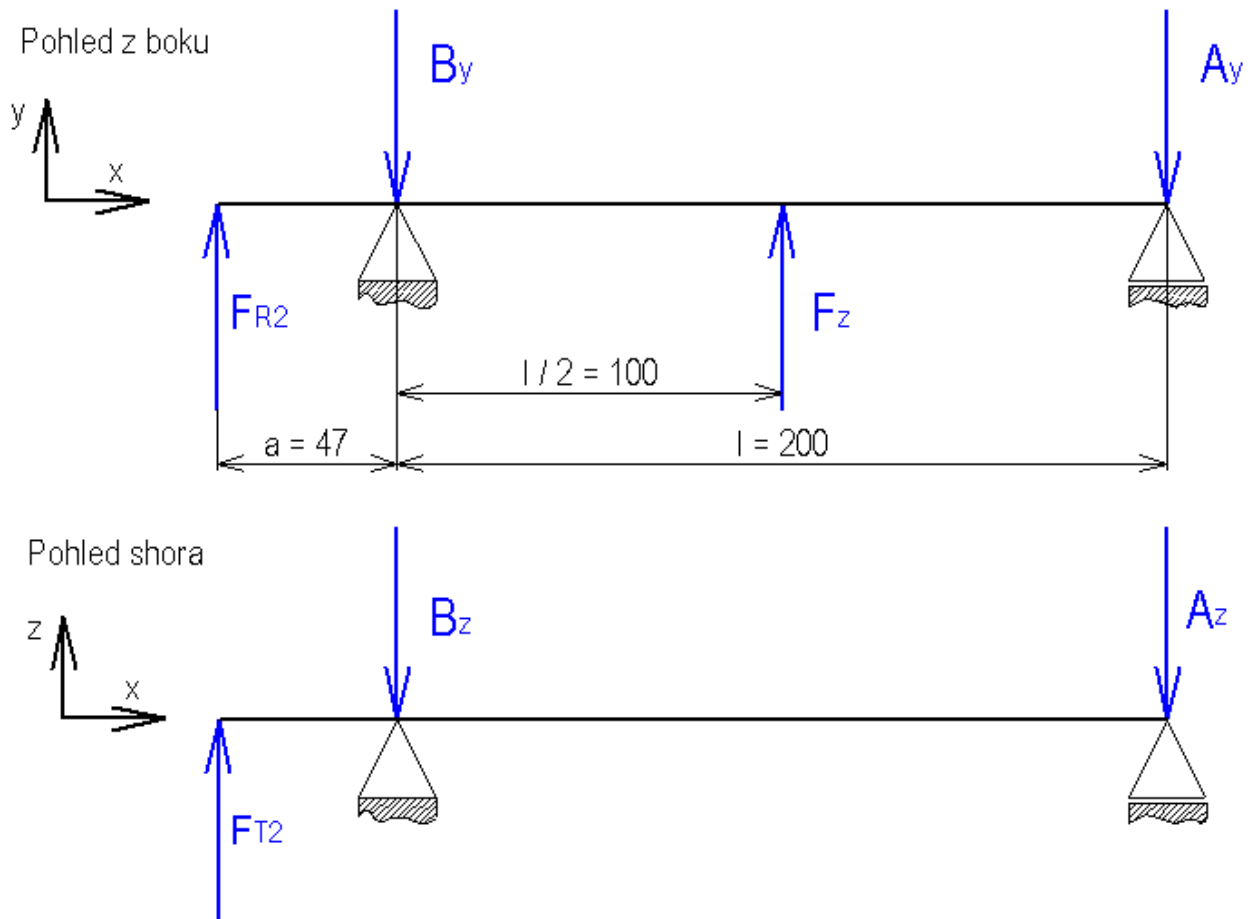 Pohled z boku
By
Ay
y
x
FR2
Fz
l / 2 = 100
a = 47
l = 200
Pohled shora
Bz
Az
z
x
FT2